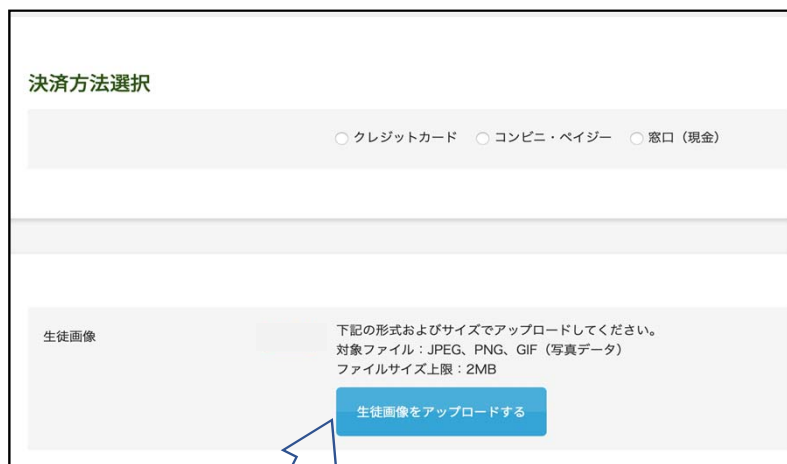 決済方法選択
クレジットカード コンビニ・ペイジー 窓口（現金）
生徒画像
下記の形式およびサイズでアップロードしてください。
対象ファイル：JPEG、PNG、GIF（写真データ）
ファイルサイズ上限：2MB
生徒画像をアップロードする